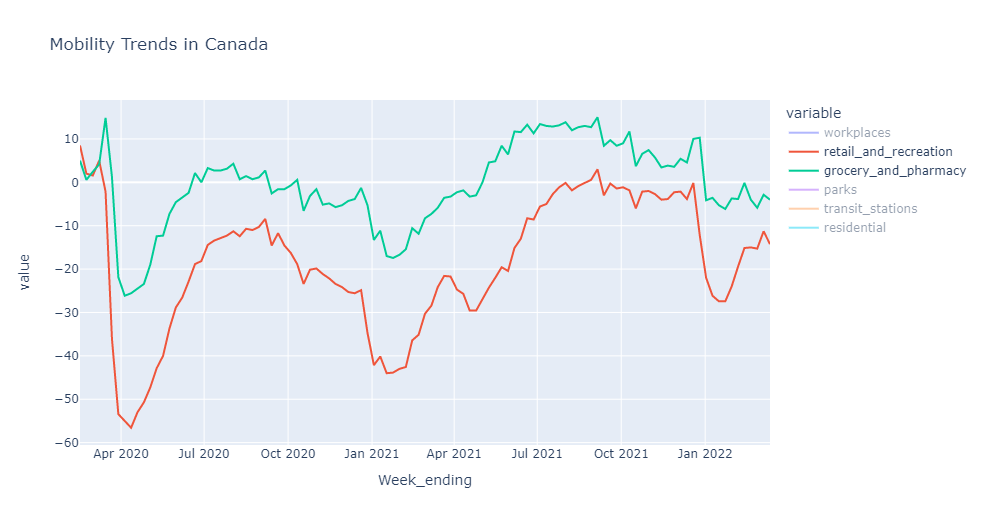 Mobility Trends in Canada
variable
workplaces
retail_and_recreation
grocery_and_pharmacy
parks
transit_stations
residential
value
10
0
−10
−20
−30
−40
−50
−60
Apr 2020 Jul 2020 Oct 2020 Jan 2021 Apr 2021 Jul 2021 Oct 2021 Jan 2022
Week_ending